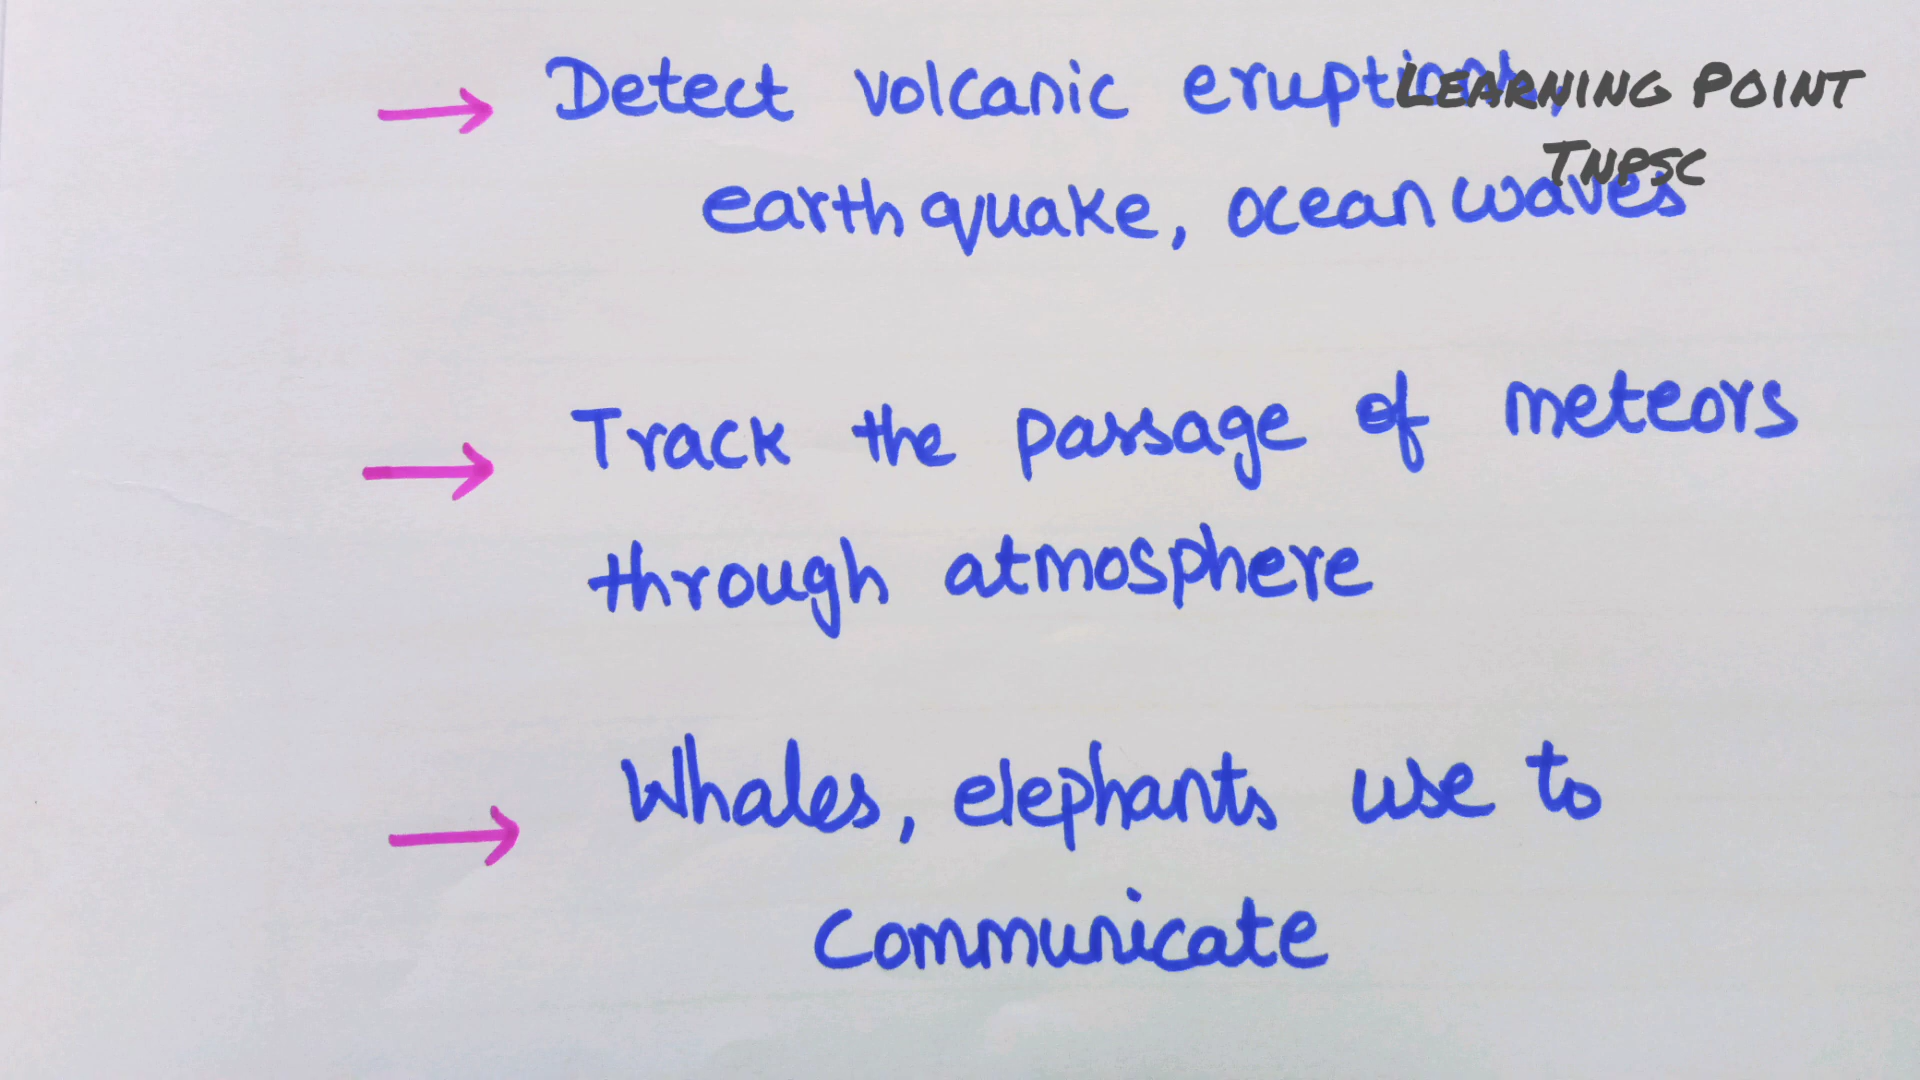 Detect volcanic eruptions,
LEARNING POINT
TNPSC
earthquake, ocean waves
Track the passage of meteors
through atmosphere
Whales, elephants use to
Communicate